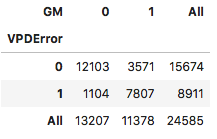 GM 0 1 All
VPDError
0 12103 3571 15674
1 1104 7807 8911
All 13207 11378 24585